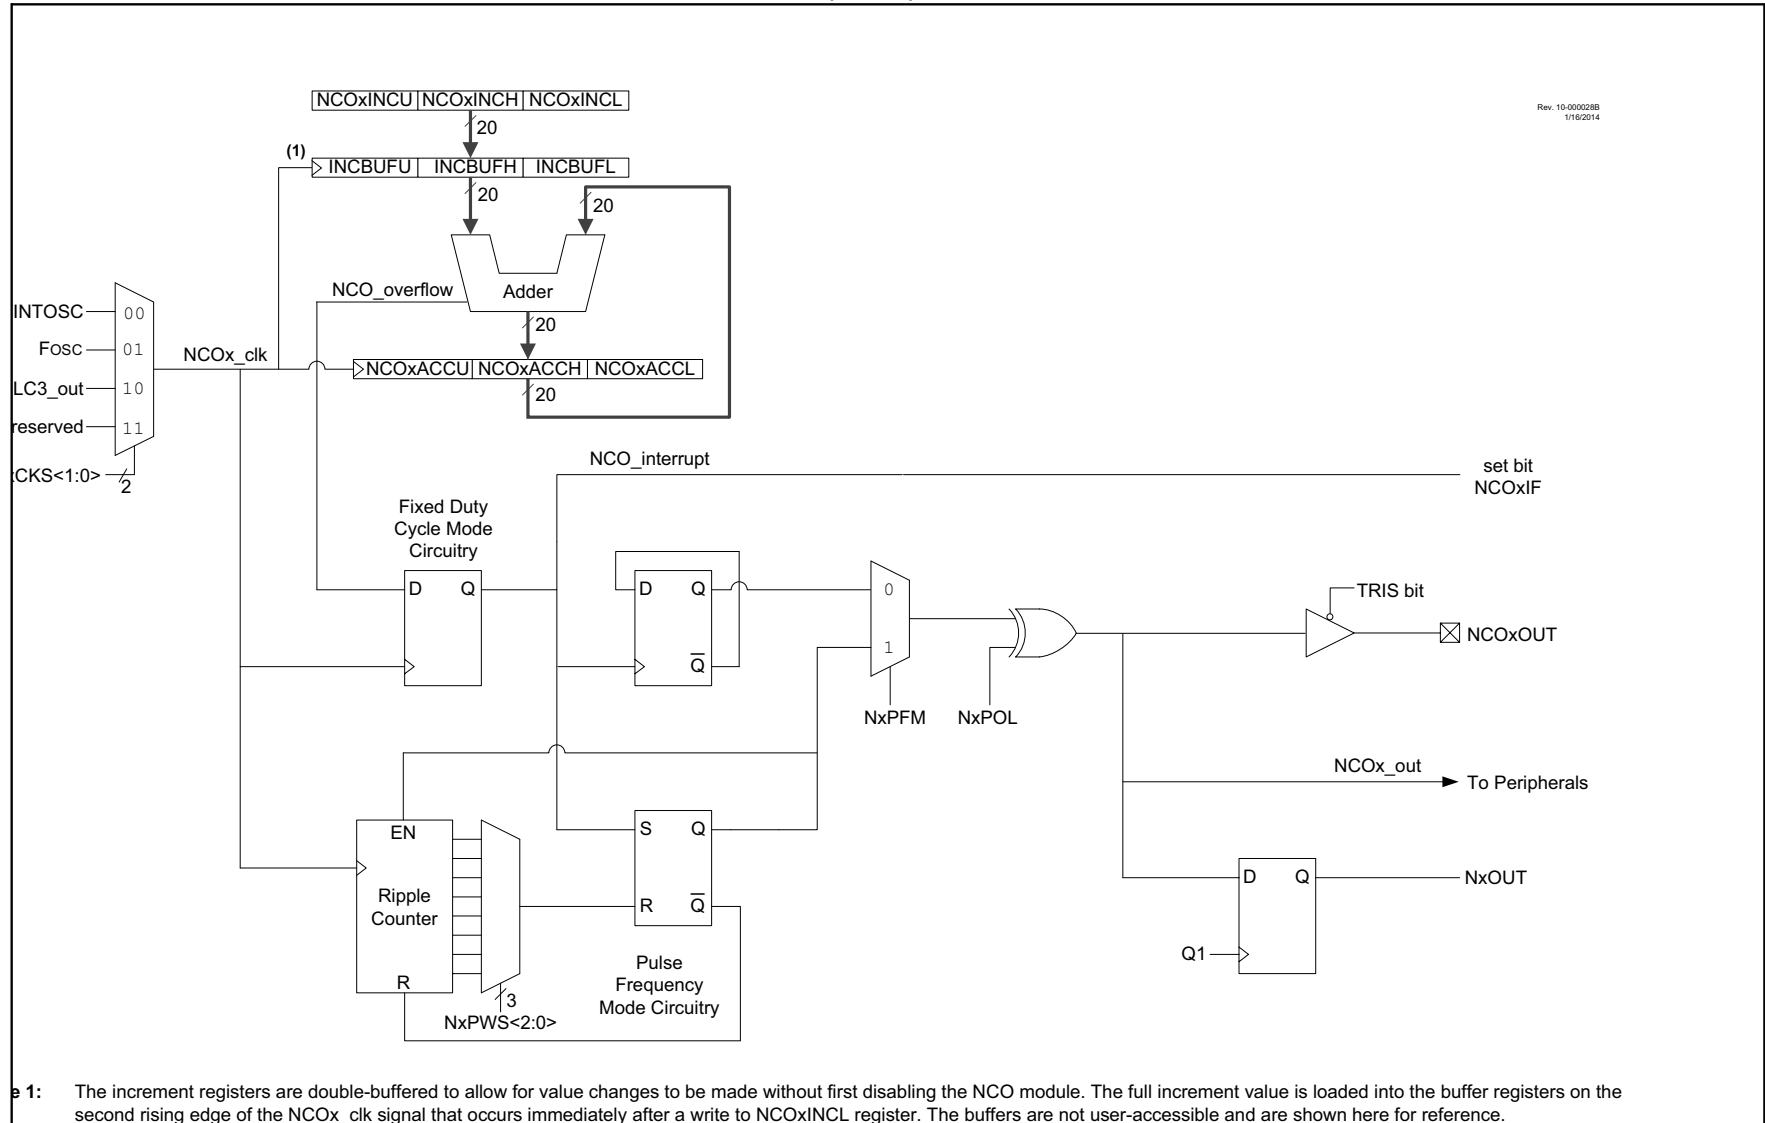 Rev. 10-000028B
1/16/2014
NCOxINCU NCOxINCH NCOxINCL
20
(1)
INCBUFU INCBUFH INCBUFL
20
20
NCO_overflow
Adder
20
INTOSC
00
FOSC
01
LC3_out
10
reserved
11
CKS<1:0>
2
NCOx_clk
NCOxACCU NCOxACCH NCOxACCL
20
NCO_interrupt
set bit
NCOxIF
Fixed Duty
Cycle Mode
Circuitry
D Q
D Q
Q
0
1
NxPFM
NxPOL
TRIS bit
NCOxOUT
NCOx_out
To Peripherals
EN
Ripple
Counter
R
3
NxPWS<2:0>
S Q
R Q
Pulse
Frequency
Mode Circuitry
D Q
NxOUT
Q1
e 1: The increment registers are double-buffered to allow for value changes to be made without first disabling the NCO module. The full increment value is loaded into the buffer registers on the
second rising edge of the NCOx_clk signal that occurs immediately after a write to NCOxINCL register. The buffers are not user-accessible and are shown here for reference.